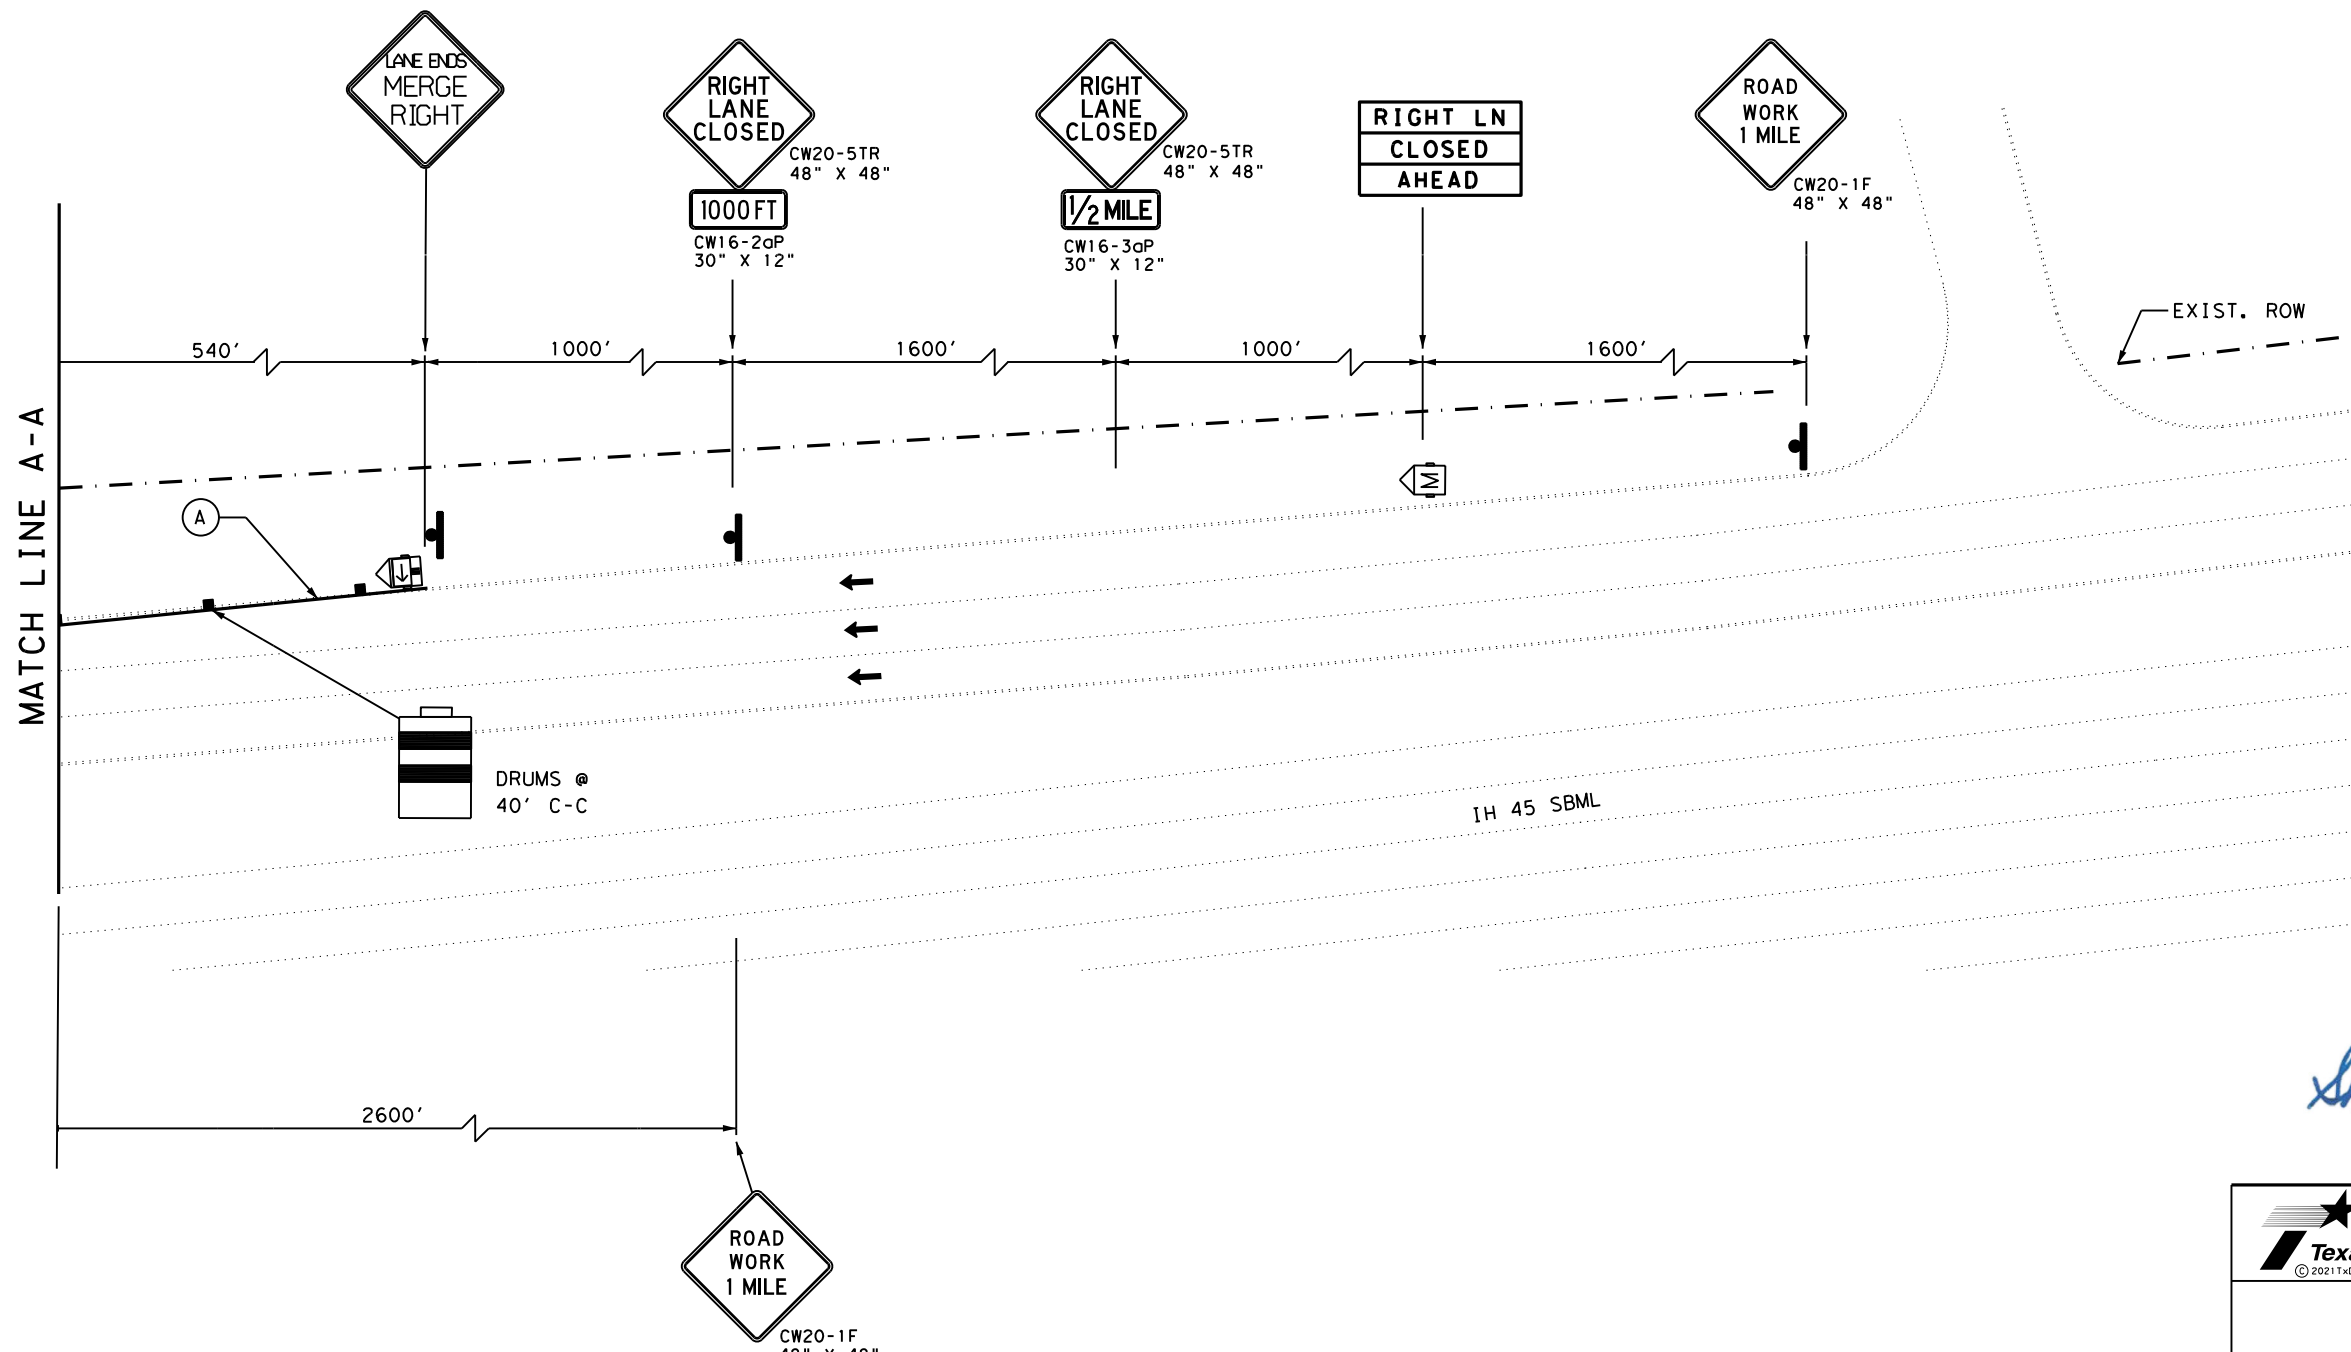 LANE ENDS
MERGE
RIGHT
RIGHT
LANE
CLOSED
CW20-5TR
48" X 48"
1000 FT
CW16-2aP
30" X 12"
RIGHT
LANE
CLOSED
CW20-5TR
48" X 48"
1/2 MILE
CW16-3aP
30" X 12"
RIGHT LN
CLOSED
AHEAD
ROAD
WORK
1 MILE
CW20-1F
48" X 48"
EXIST. ROW
540'
1000'
1600'
1000'
1600'
MATCH LINE A-A
A
M
DRUMS @
40' C-C
IH 45 SBML
2600'
ROAD
WORK
1 MILE
CW20-1F
Texa
© 2021 TxD